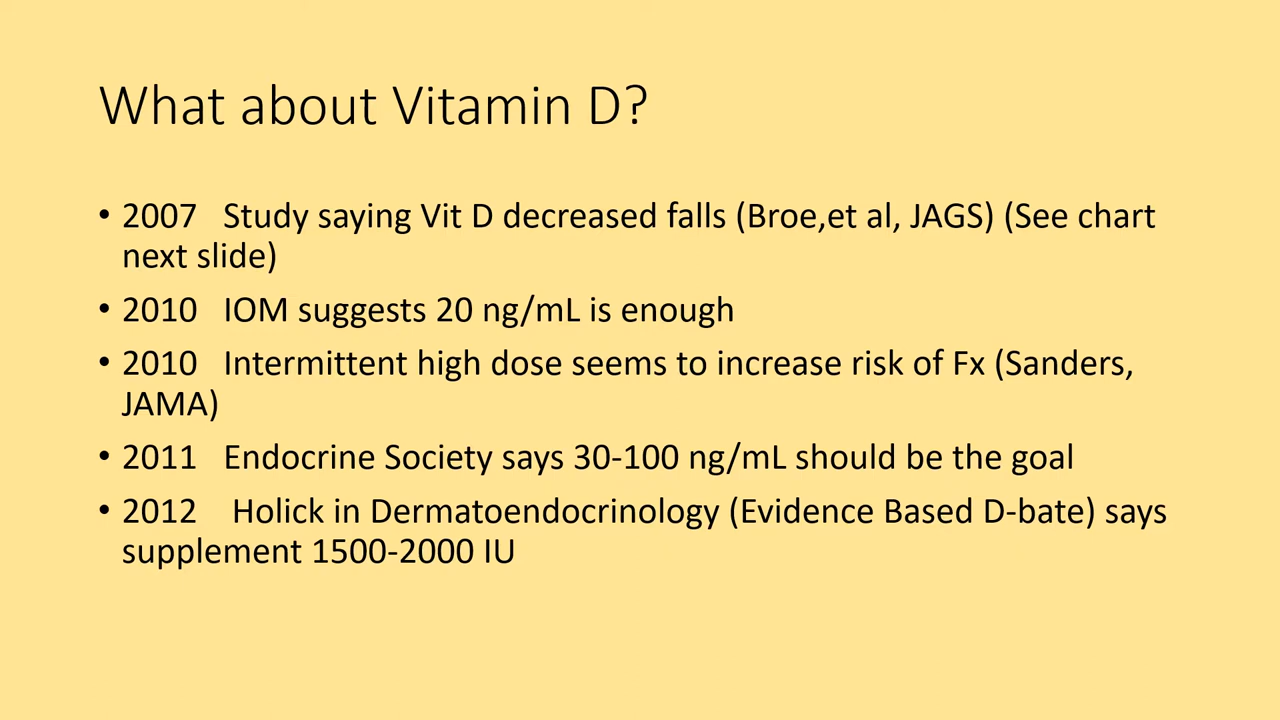 What about Vitamin D?
• 2007 Study saying Vit D decreased falls (Broe,et al, JAGS) (See chart
next slide)
• 2010 IOM suggests 20 ng/mL is enough
• 2010 Intermittent high dose seems to increase risk of Fx (Sanders,
JAMA)
• 2011 Endocrine Society says 30-100 ng/mL should be the goal
• 2012 Holick in Dermatoendocrinology (Evidence Based D-bate) says
supplement 1500-2000 IU